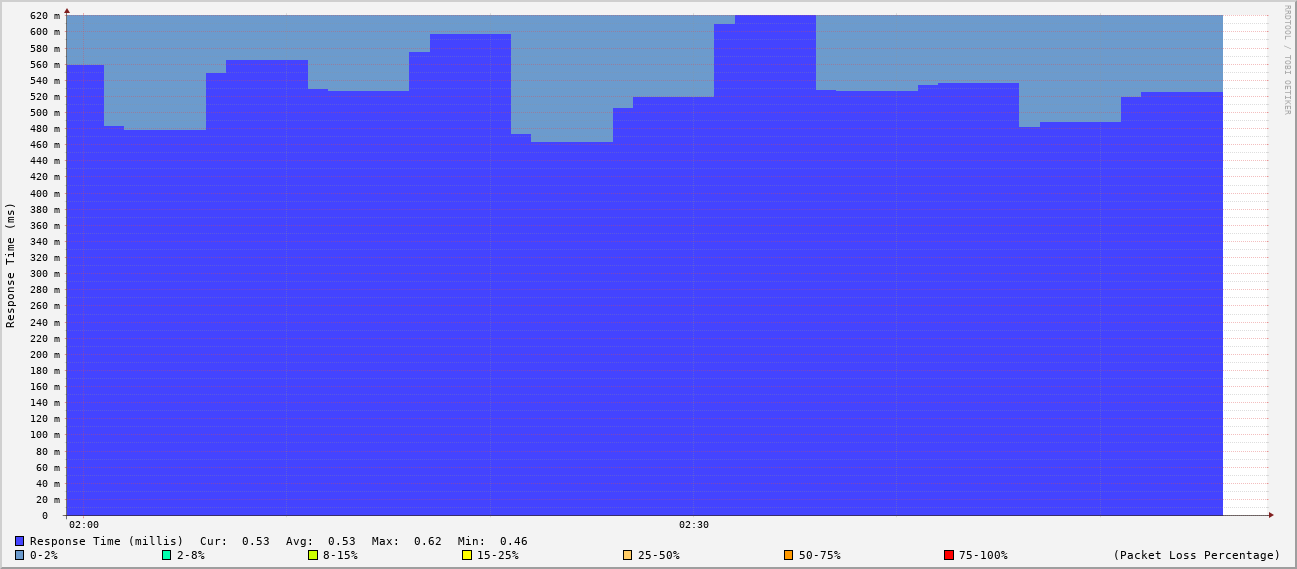 620 m
600 m
580 m
560 m
540 m
520 m
500 m
480 m
460 m
440 m
420 m
400 m
380 m
360 m
340 m
320 m
300 m
280 m
260 m
240 m
220 m
200 m
180 m
160 m
140 m
120 m
100 m
80 m
60 m
40 m
20 m
0
Response Time (ms)
RRDTOOL / TOBI OETIKER
02:00 02:30
Response Time (millis) Cur: 0.53 Avg: 0.53 Max: 0.62 Min: 0.46
0-2% 2-8% 8-15% 15-25% 25-50% 50-75% 75-100% (Packet Loss Percentage)